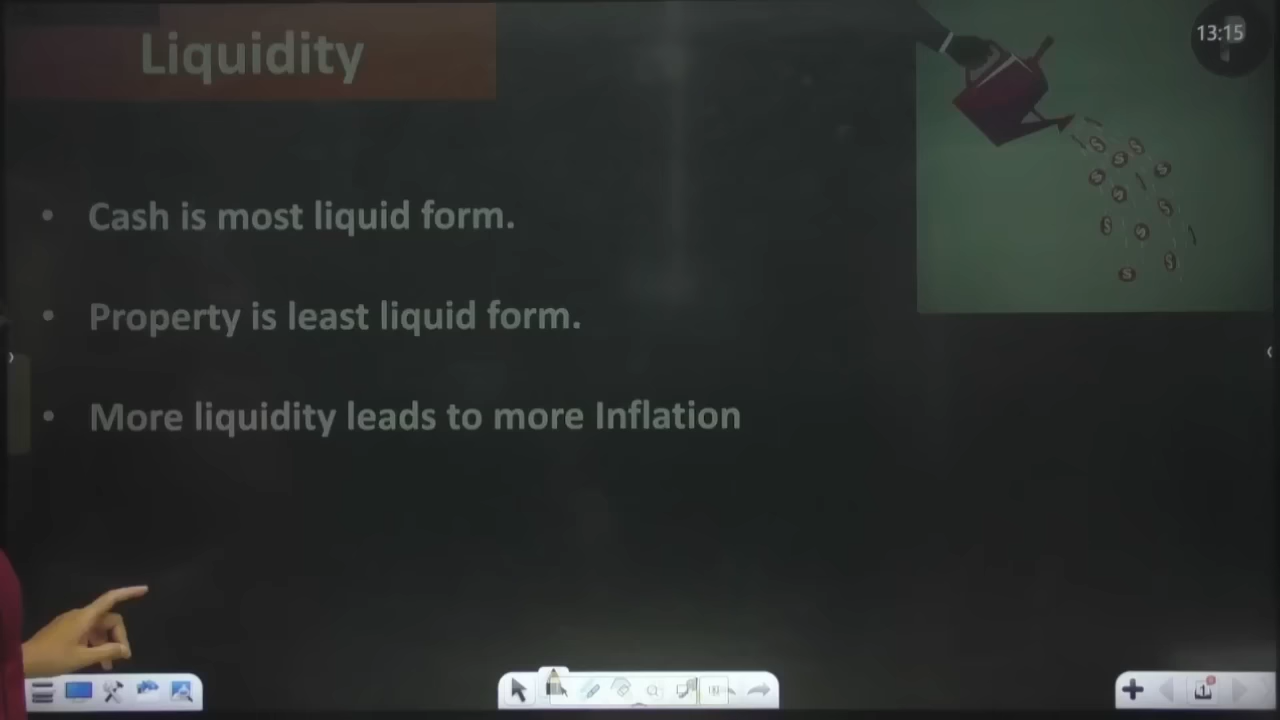 Liquidity
13:15
• Cash is most liquid form.
• Property is least liquid form.
• More liquidity leads to more Inflation